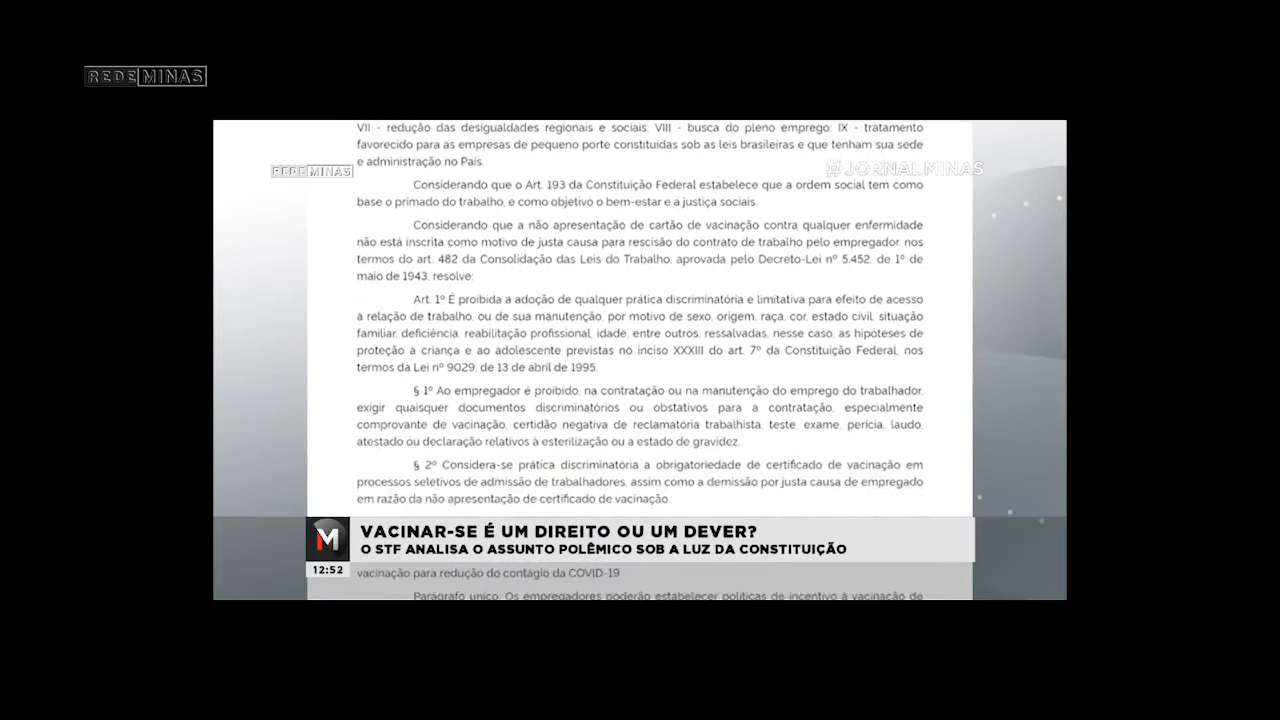 REDE MINAS
VII - redução das desigualdades regionais e sociais; VIII - busca do pleno emprego; IX - tratamento
favorecido para as empresas de pequeno porte constituídas sob as leis brasileiras e que tenham sua sede
e administração no País.
REDE MINAS
#JORNALMINAS
Considerando que o Art. 193 da Constituição Federal estabelece que a ordem social tem como
base o primado do trabalho, e como objetivo o bem-estar e a justiça sociais.
Considerando que a não apresentação de cartão de vacinação contra qualquer enfermidade
não está inscrita como motivo de justa causa para rescisão do contrato de trabalho pelo empregador, nos
termos do art. 482 da Consolidação das Leis do Trabalho, aprovada pelo Decreto-Lei nº 5.452, de 1º de
maio de 1943, resolve:
Art. 1º É proibida a adoção de qualquer prática discriminatória e limitativa para efeito de acesso
a relação de trabalho, ou de sua manutenção, por motivo de sexo, origem, raça, cor, estado civil, situação
familiar, deficiência, reabilitação profissional, idade, entre outros, ressalvadas, nesse caso, as hipóteses de
proteção à criança e ao adolescente previstas no inciso XXXIII do art. 7º da Constituição Federal, nos
termos da Lei nº 9029, de 13 de abril de 1995.
§ 1º Ao empregador é proibido, na contratação ou na manutenção do emprego do trabalhador,
exigir quaisquer documentos discriminatórios ou obstativos para a contratação, especialmente
comprovante de vacinação, certidão negativa de reclamatória trabalhista, teste, exame, perícia, laudo,
atestado ou declaração relativos à esterilização ou a estado de gravidez.
§ 2º Considera-se prática discriminatória a obrigatoriedade de certificado de vacinação em
processos seletivos de admissão de trabalhadores, assim como a demissão por justa causa de empregado
em razão da não apresentação de certificado de vacinação.
M
VACINAR-SE É UM DIREITO OU UM DEVER?
O STF ANALISA O ASSUNTO POLÊMICO SOB A LUZ DA CONSTITUIÇÃO
12:52
vacinação para redução do contágio da COVID-19
Parágrafo único. Os empregadores poderão estabelecer políticas de incentivo à vacinação de